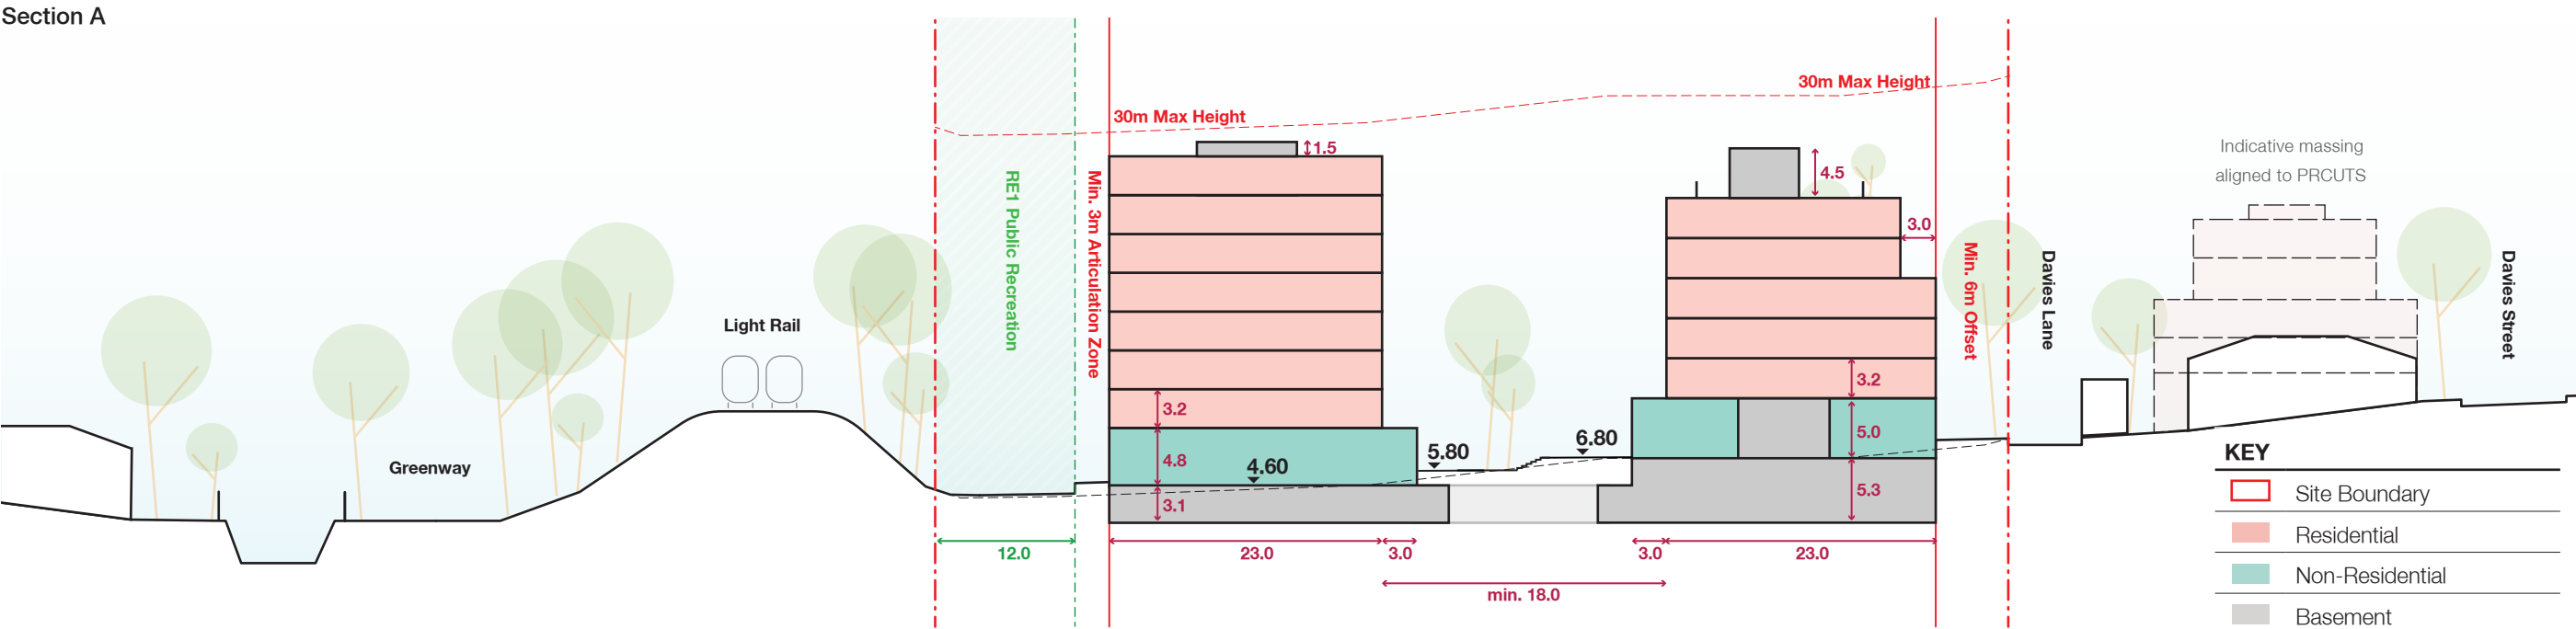 Section A
30m Max Height
30m Max Height
1.5
4.5
Indicative massing
aligned to PRCUTS
RE1 Public Recreation
Min. 3m Articulation Zone
3.0
Min. 6m Offset
Davies Lane
Davies Street
Light Rail
Greenway
3.2
3.2
4.8
4.60
5.80
6.80
5.0
3.1
5.3
12.0
23.0
3.0
3.0
23.0
min. 18.0
KEY
Site Boundary
Residential
Non-Residential
Basement